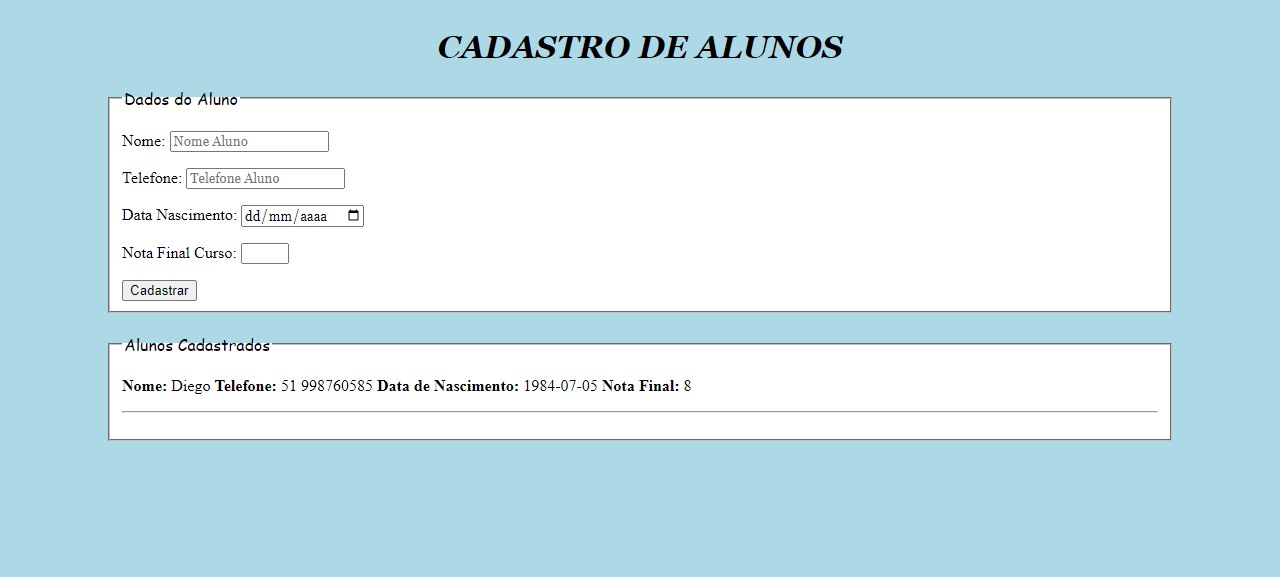 CADASTRO DE ALUNOS
Dados do Aluno
Nome: Nome Aluno
Telefone: Telefone Aluno
Data Nascimento: dd/mm/aaaa
Nota Final Curso:
Cadastrar
Alunos Cadastrados
Nome: Diego Telefone: 51 998760585 Data de Nascimento: 1984-07-05 Nota Final: 8